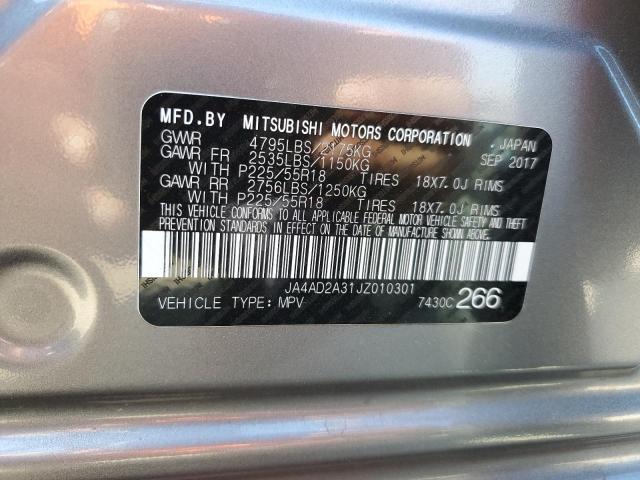 MFD.BY MITSUBISHI MOTORS CORPORATION , JAPAN
GVWR 4795LBS/2175KG SEP 2017
GAWR FR 2535LBS/1150KG
WITH P225/55R18 TIRES 18X7.0J RIMS
GAWR RR 2756LBS/1250KG
WITH P225/55R18 TIRES 18X7.0J RIMS
THIS VEHICLE CONFORMS TO ALL APPLICABLE FEDERAL MOTOR VEHICLE SAFETY AND THEFT
PREVENTION STANDARDS IN EFFECT ON THE DATE OF MANUFACTURE SHOWN ABOVE.
JA4AD2A31JZ010301
VEHICLE TYPE: MPV 7430C 266